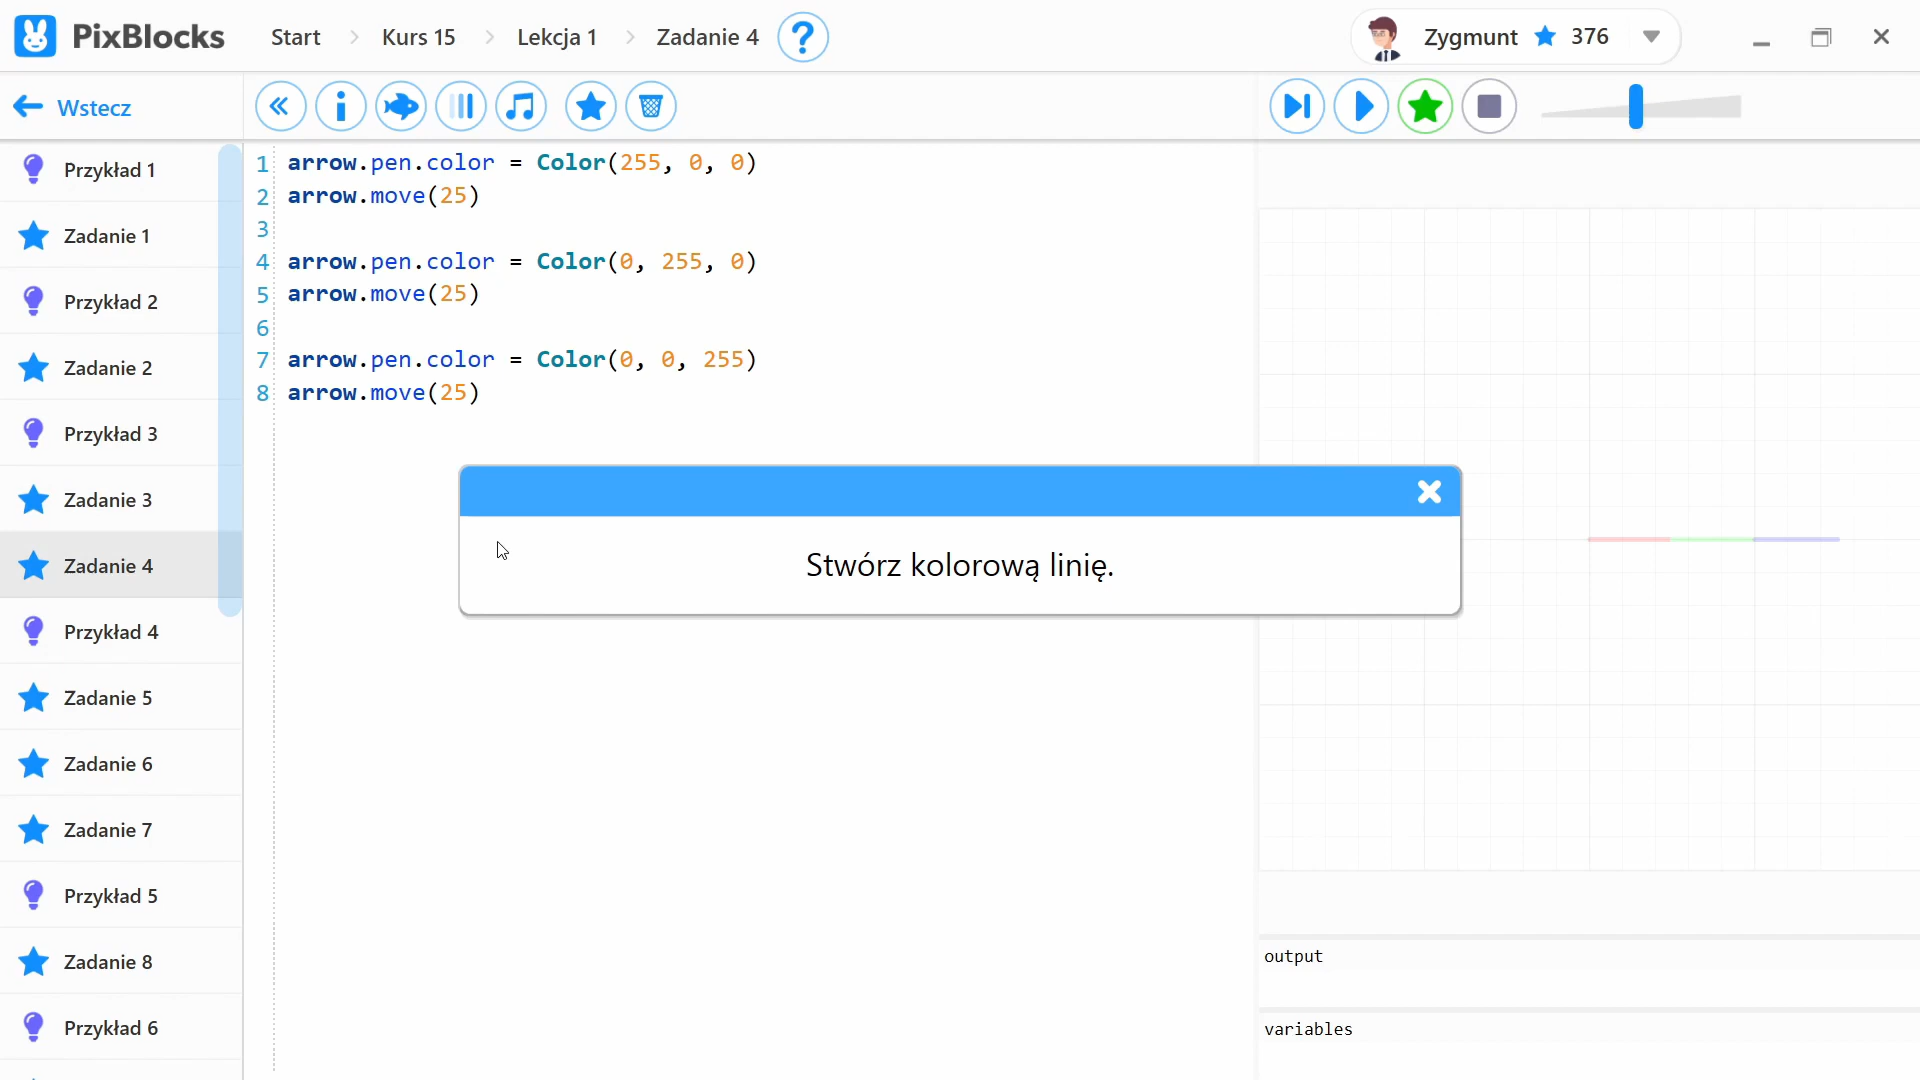 PixBlocks Start Kurs 15 Lekcja 1 Zadanie 4 ? Zygmunt 376
Wstecz
Przykład 1
Zadanie 1
Przykład 2
Zadanie 2
Przykład 3
Zadanie 3
Zadanie 4
Przykład 4
Zadanie 5
Zadanie 6
Zadanie 7
Przykład 5
Zadanie 8
Przykład 6
1 arrow.pen.color = Color(255, 0, 0)
2 arrow.move(25)
3
4 arrow.pen.color = Color(0, 255, 0)
5 arrow.move(25)
6
7 arrow.pen.color = Color(0, 0, 255)
8 arrow.move(25)
Stwórz kolorową linię.
output
variables